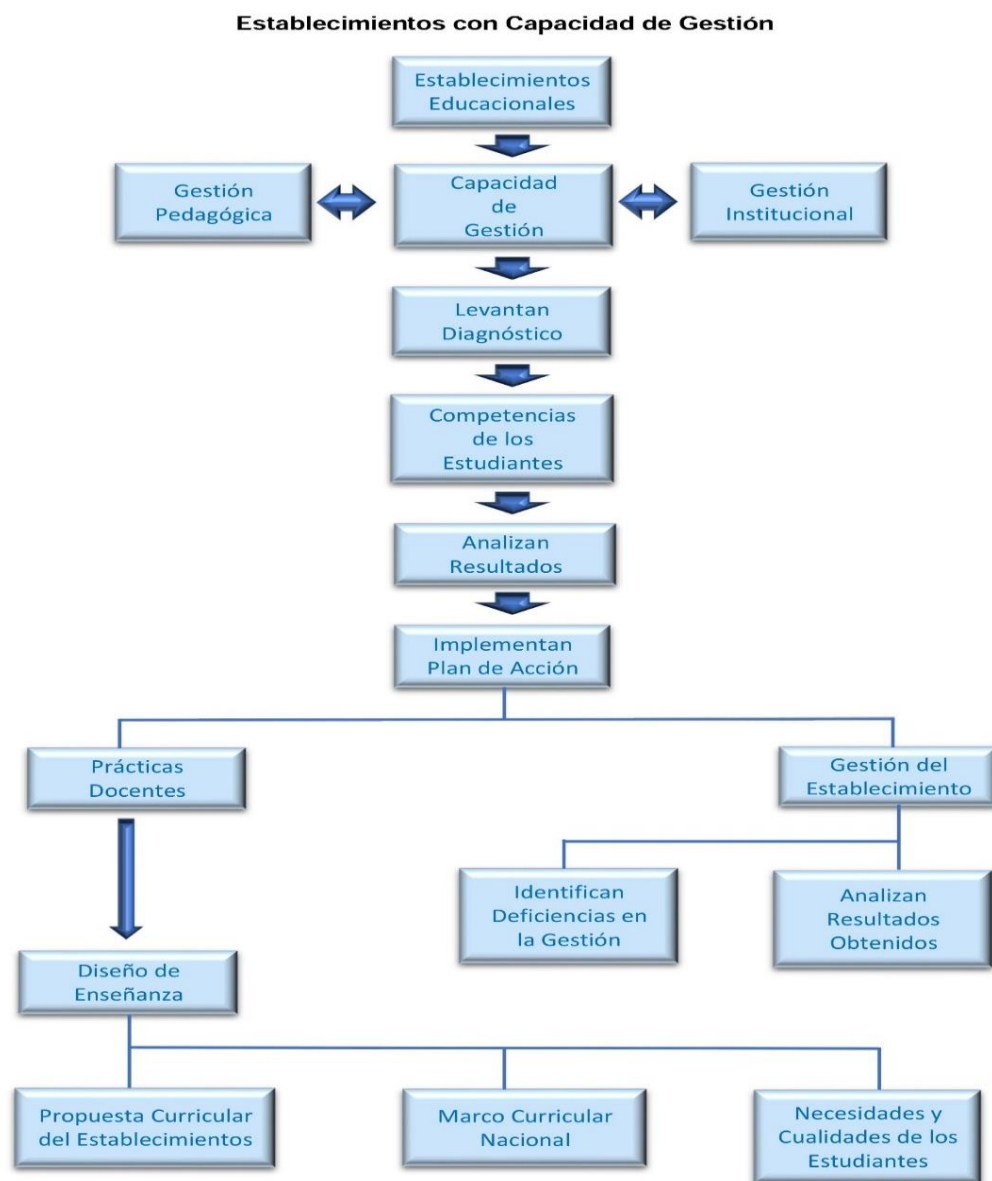 Establecimientos con Capacidad de Gestión
Establecimientos
Educacionales
Gestión
Pedagógica
Capacidad
de
Gestión
Gestión
Institucional
Levantan
Diagnóstico
Competencias
de los
Estudiantes
Analizan
Resultados
Implementan
Plan de Acción
Prácticas
Docentes
Gestión del
Establecimiento
Identifican
Deficiencias en
la Gestión
Analizan
Resultados
Obtenidos
Diseño de
Enseñanza
Propuesta Curricular
del Establecimientos
Marco Curricular
Nacional
Necesidades y
Cualidades de los
Estudiantes